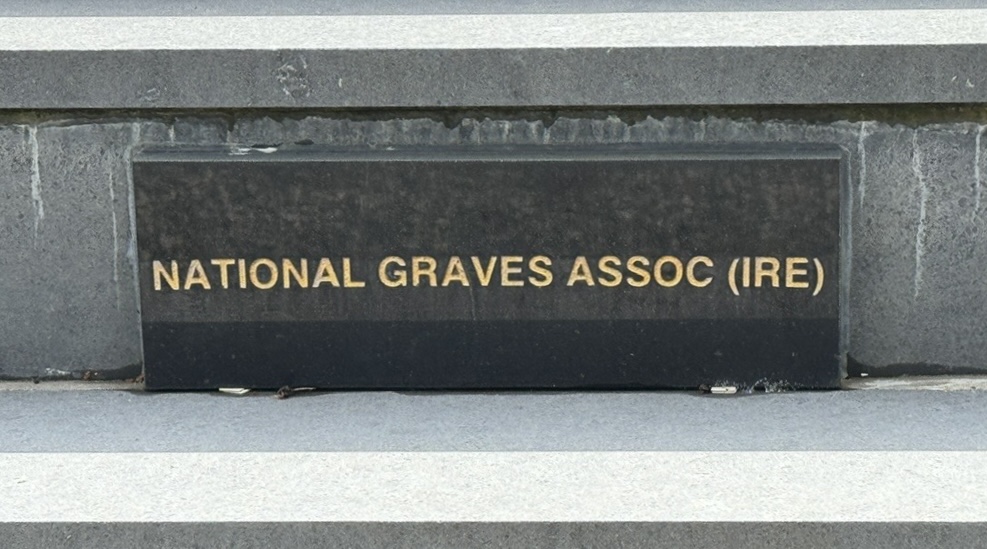 NATIONAL GRAVES ASSOC (IRE)